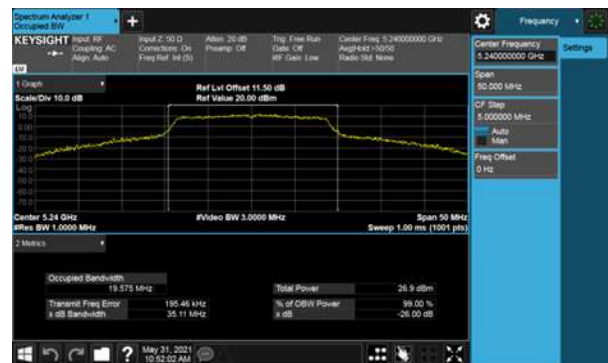 Spectrum Analyzer 1
Occupied BW
+
Frequency
KEYSIGHT
Input: RF
Coupling: AC
Align: Auto
Input Z: 50 Ω
Corrections: On
Freq Ref: Int (S)
Atten: 20 dB
Preamp: Off
Trig: Free Run
Gate: Off
#IF Gain: Low
Center Freq: 5.240000000 GHz
Avg|Hold:>50/50
Radio Std: None
Center Frequency
5.240000000 GHz
Settings
Span
50.000 MHz
CF Step
5.000000 MHz
Auto
Man
Freq Offset
0 Hz
1 Graph
Scale/Div 10.0 dB
Ref Lvl Offset 11.50 dB
Ref Value 20.00 dBm
Log
10.0
0.00
-10.0
-20.0
-30.0
-40.0
-50.0
-60.0
-70.0
Center 5.24 GHz
#Res BW 1.0000 MHz
#Video BW 3.0000 MHz
Span 50 MHz
Sweep 1.00 ms (1001 pts)
2 Metrics
Occupied Bandwidth
19.575 MHz
Total Power
26.9 dBm
Transmit Freq Error
195.46 kHz
% of OBW Power
99.00 %
x dB Bandwidth
35.11 MHz
x dB
-26.00 dB
?
May 31, 2021
10:52:02 AM